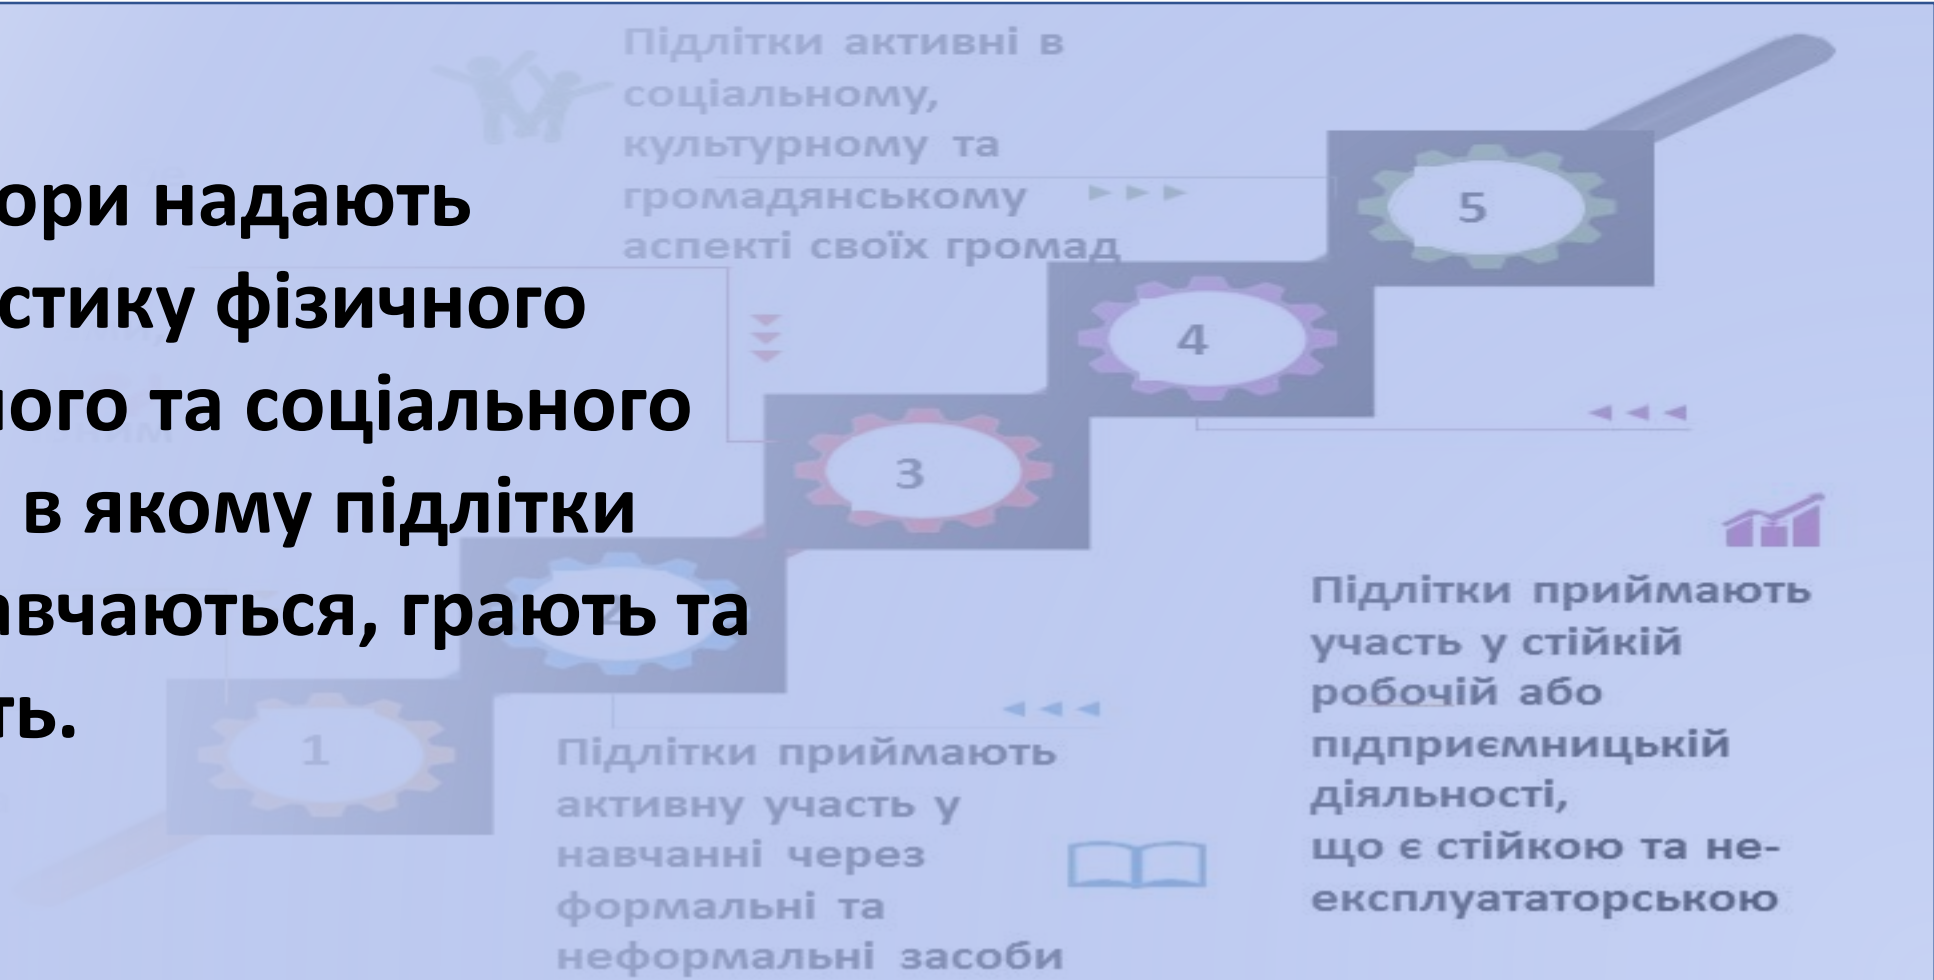 Підлітки активні в
соціальному,
культурному та
громадянському
аспекті своїх громад
ори надають
стику фізичного
ного та соціального
в якому підлітки
авчаються, грають та
ть.
5
4
3
2
1
Підлітки приймають
активну участь у
навчанні через
формальні та
неформальні засоби
Підлітки приймають
участь у стійкій
робочій або
підприємницькій
діяльності,
що є стійкою та не-
експлуататорською